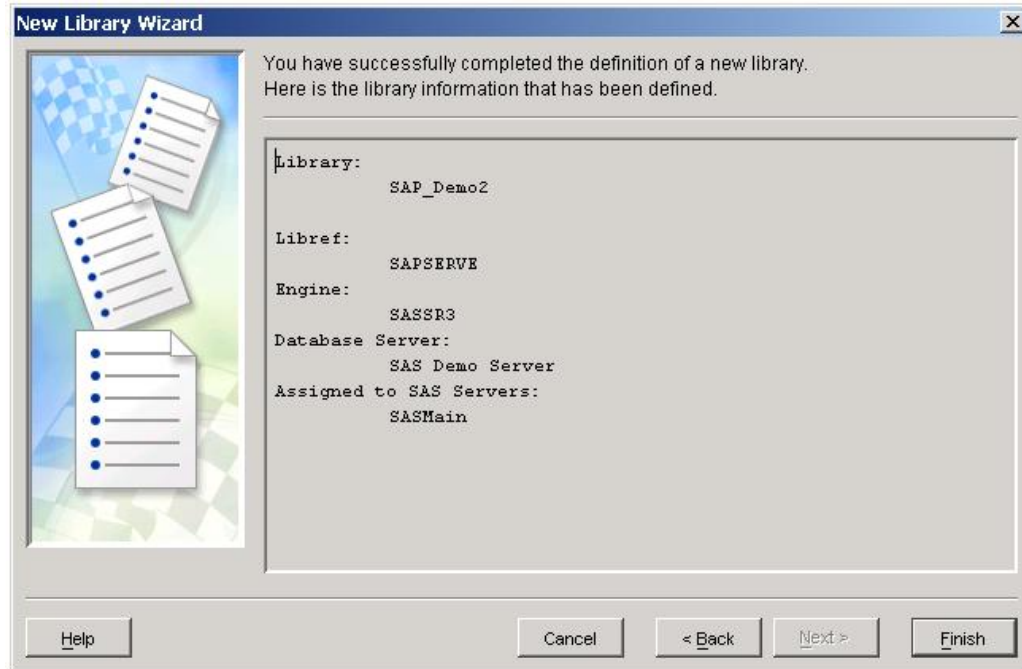 New Library Wizard
You have successfully completed the definition of a new library.
Here is the library information that has been defined.
Library:
SAP_Demo2
Libref:
SAPSERVE
Engine:
SASSR3
Database Server:
SAS Demo Server
Assigned to SAS Servers:
SASMain
Help
Cancel
< Back
Next >
Finish